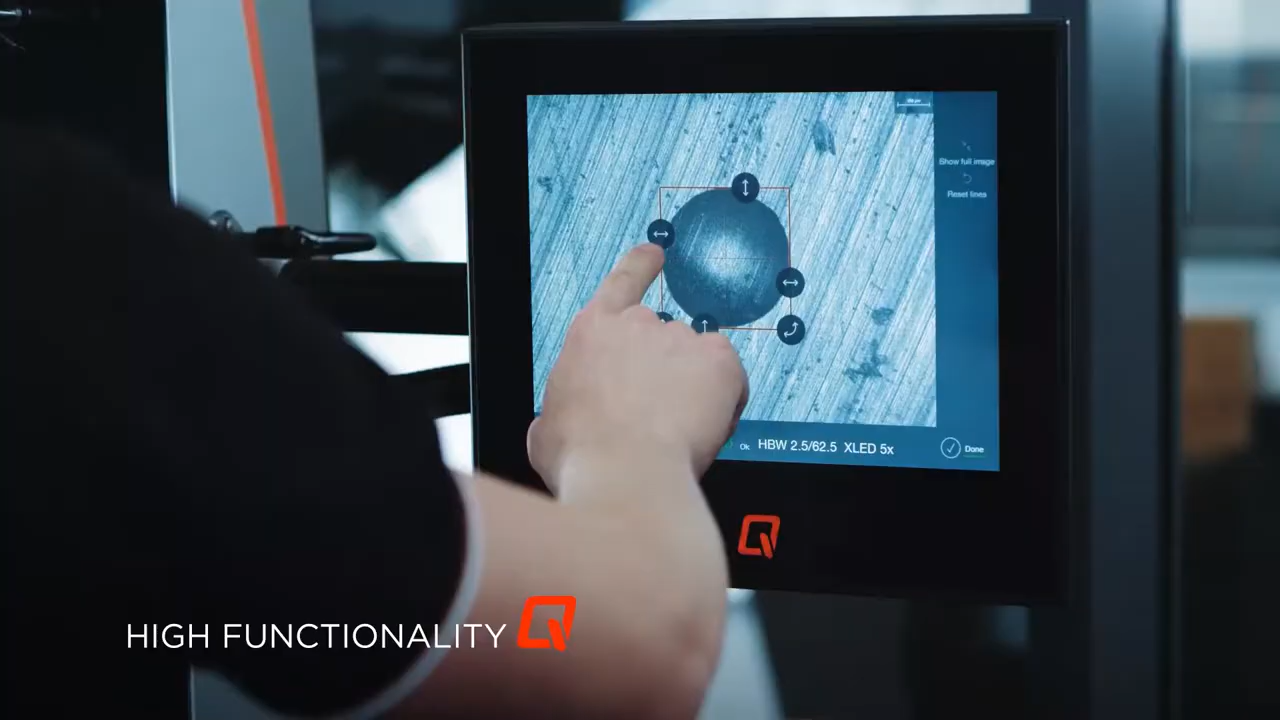 Show full image
Reset lines
Ok HBW 2.5/62.5 XLED 5x
Done
HIGH FUNCTIONALITY